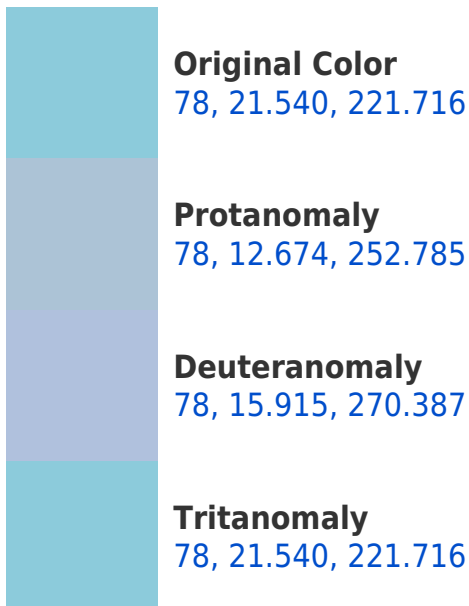 Original Color
78, 21.540, 221.716
Protanomaly
78, 12.674, 252.785
Deuteranomaly
78, 15.915, 270.387
Tritanomaly
78, 21.540, 221.716